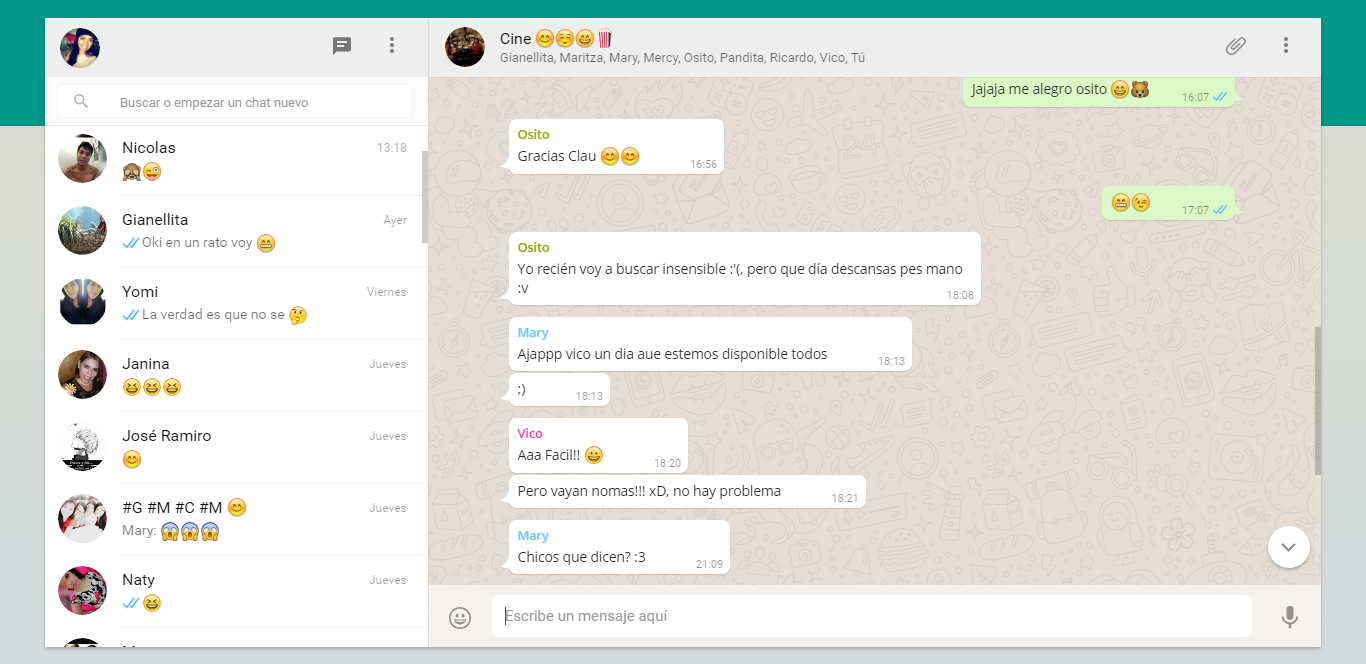 Buscar o empezar un chat nuevo
Nicolas 13:18
🙈😜
Gianellita Ayer
Oki en un rato voy 😁
Yomi Viernes
La verdad es que no se 🤔
Janina Jueves
😆😆😆
José Ramiro Jueves
😊
#G #M #C #M 😊 Jueves
Mary: 😱😱😱
Naty Jueves
😆
Cine 😊☺️😄🍿
Gianellita, Maritza, Mary, Mercy, Osito, Pandita, Ricardo, Vico, Tú
Jajaja me alegro osito 😄🐻 16:07
Osito
Gracias Clau 😊😊 16:56
😁😉 17:07
Osito
Yo recién voy a buscar insensible :'(, pero que día descansas pes mano
:v 18:08
Mary
Ajappp vico un dia aue estemos disponible todos 18:13
;) 18:13
Vico
Aaa Facil!! 😀 18:20
Pero vayan nomas!!! xD, no hay problema 18:21
Mary
Chicos que dicen? :3 21:09
Escribe un mensaje aquí